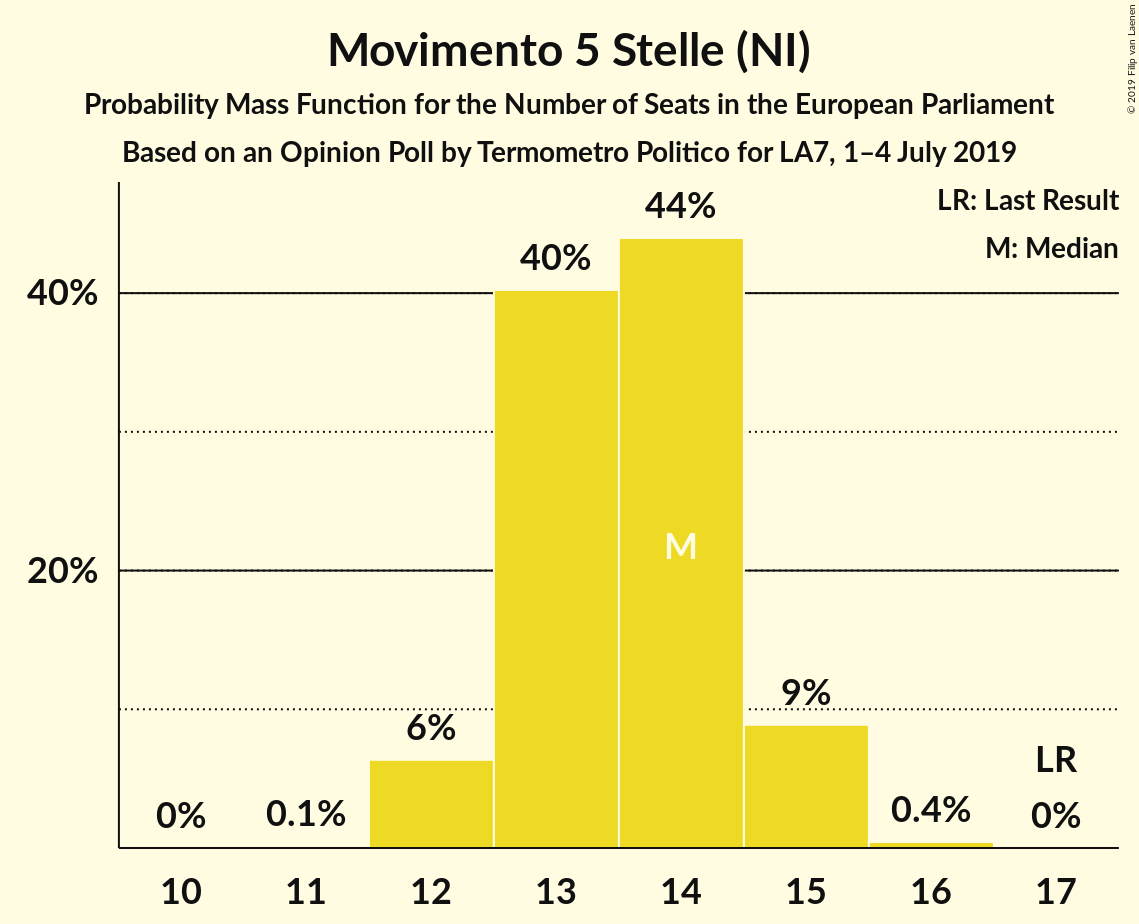 Movimento 5 Stelle (NI)
Probability Mass Function for the Number of Seats in the European Parliament
Based on an Opinion Poll by Termometro Politico for LA7, 1–4 July 2019
© 2019 Filip van Laenen
LR: Last Result
M: Median
44%
40%
40%
M
20%
9%
6%
LR
0%
0.1%
0.4%
0%
10 11 12 13 14 15 16 17